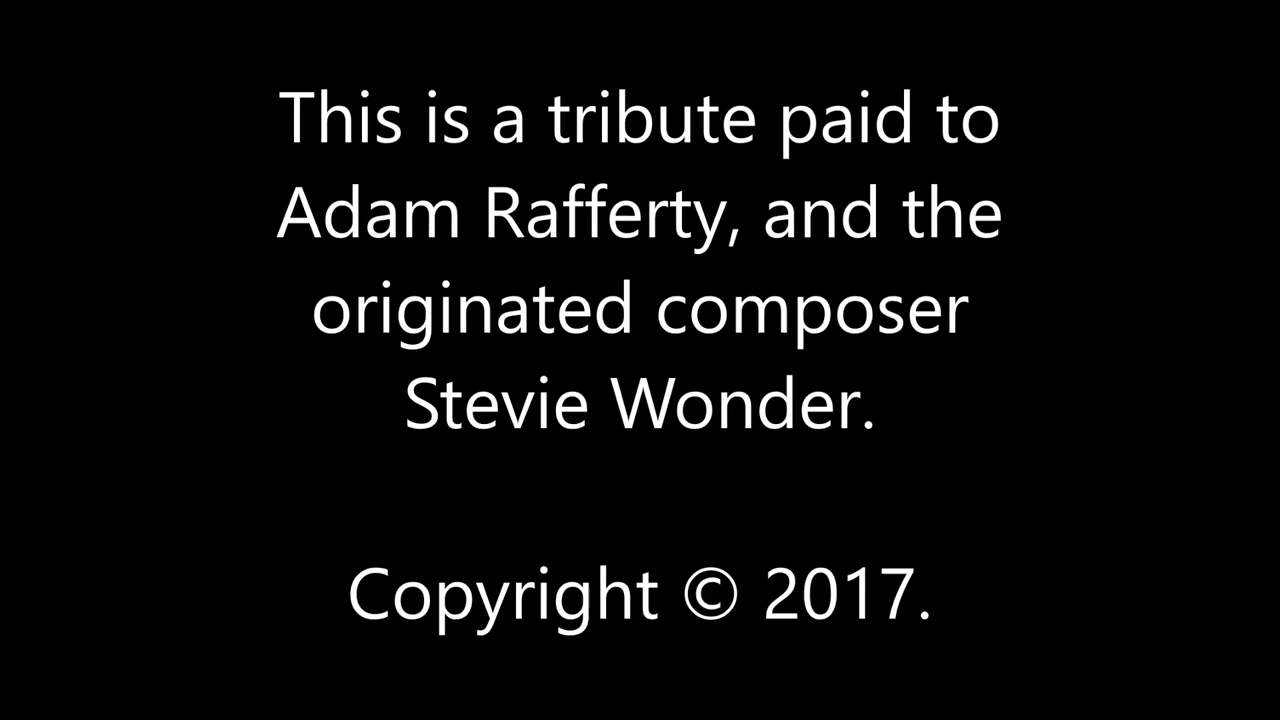 This is a tribute paid to
Adam Rafferty, and the
originated composer
Stevie Wonder.
Copyright © 2017.